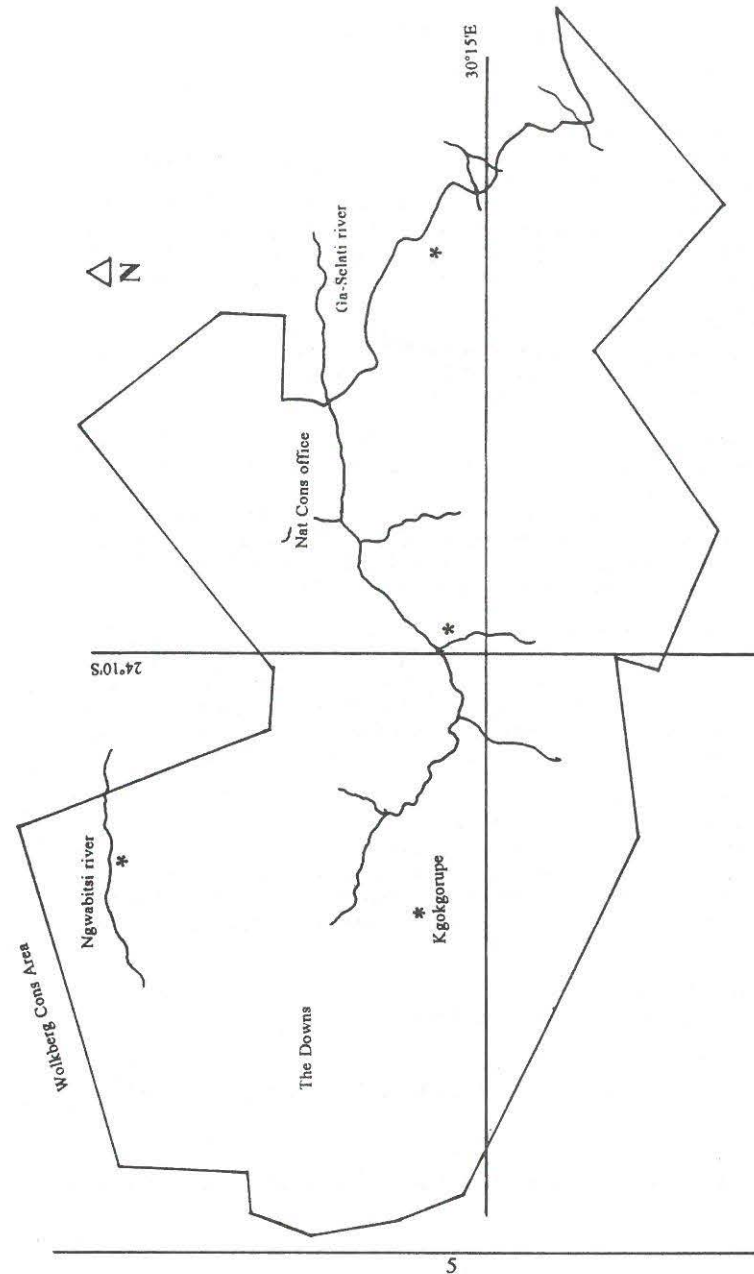 Wolkberg Cons Area
Ngwabitsi river
24°10'S
N
Nat Cons office
Ga-Selati river
30°15'E
The Downs
*
Kgokgorupe
*
*
*
5